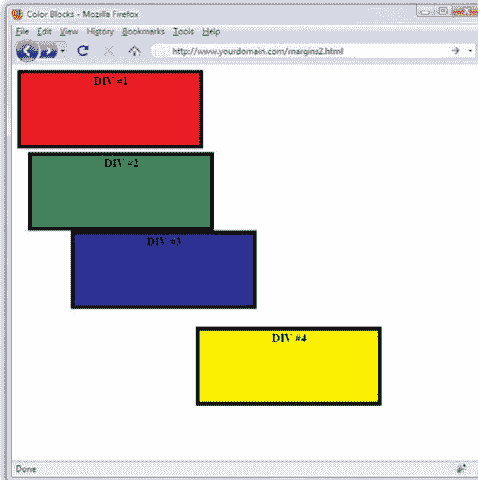 Color Blocks - Mozilla Firefox
File Edit View History Bookmarks Tools Help
http://www.yourdomain.com/margins2.html
DIV #1
DIV #2
DIV #3
DIV #4
Done